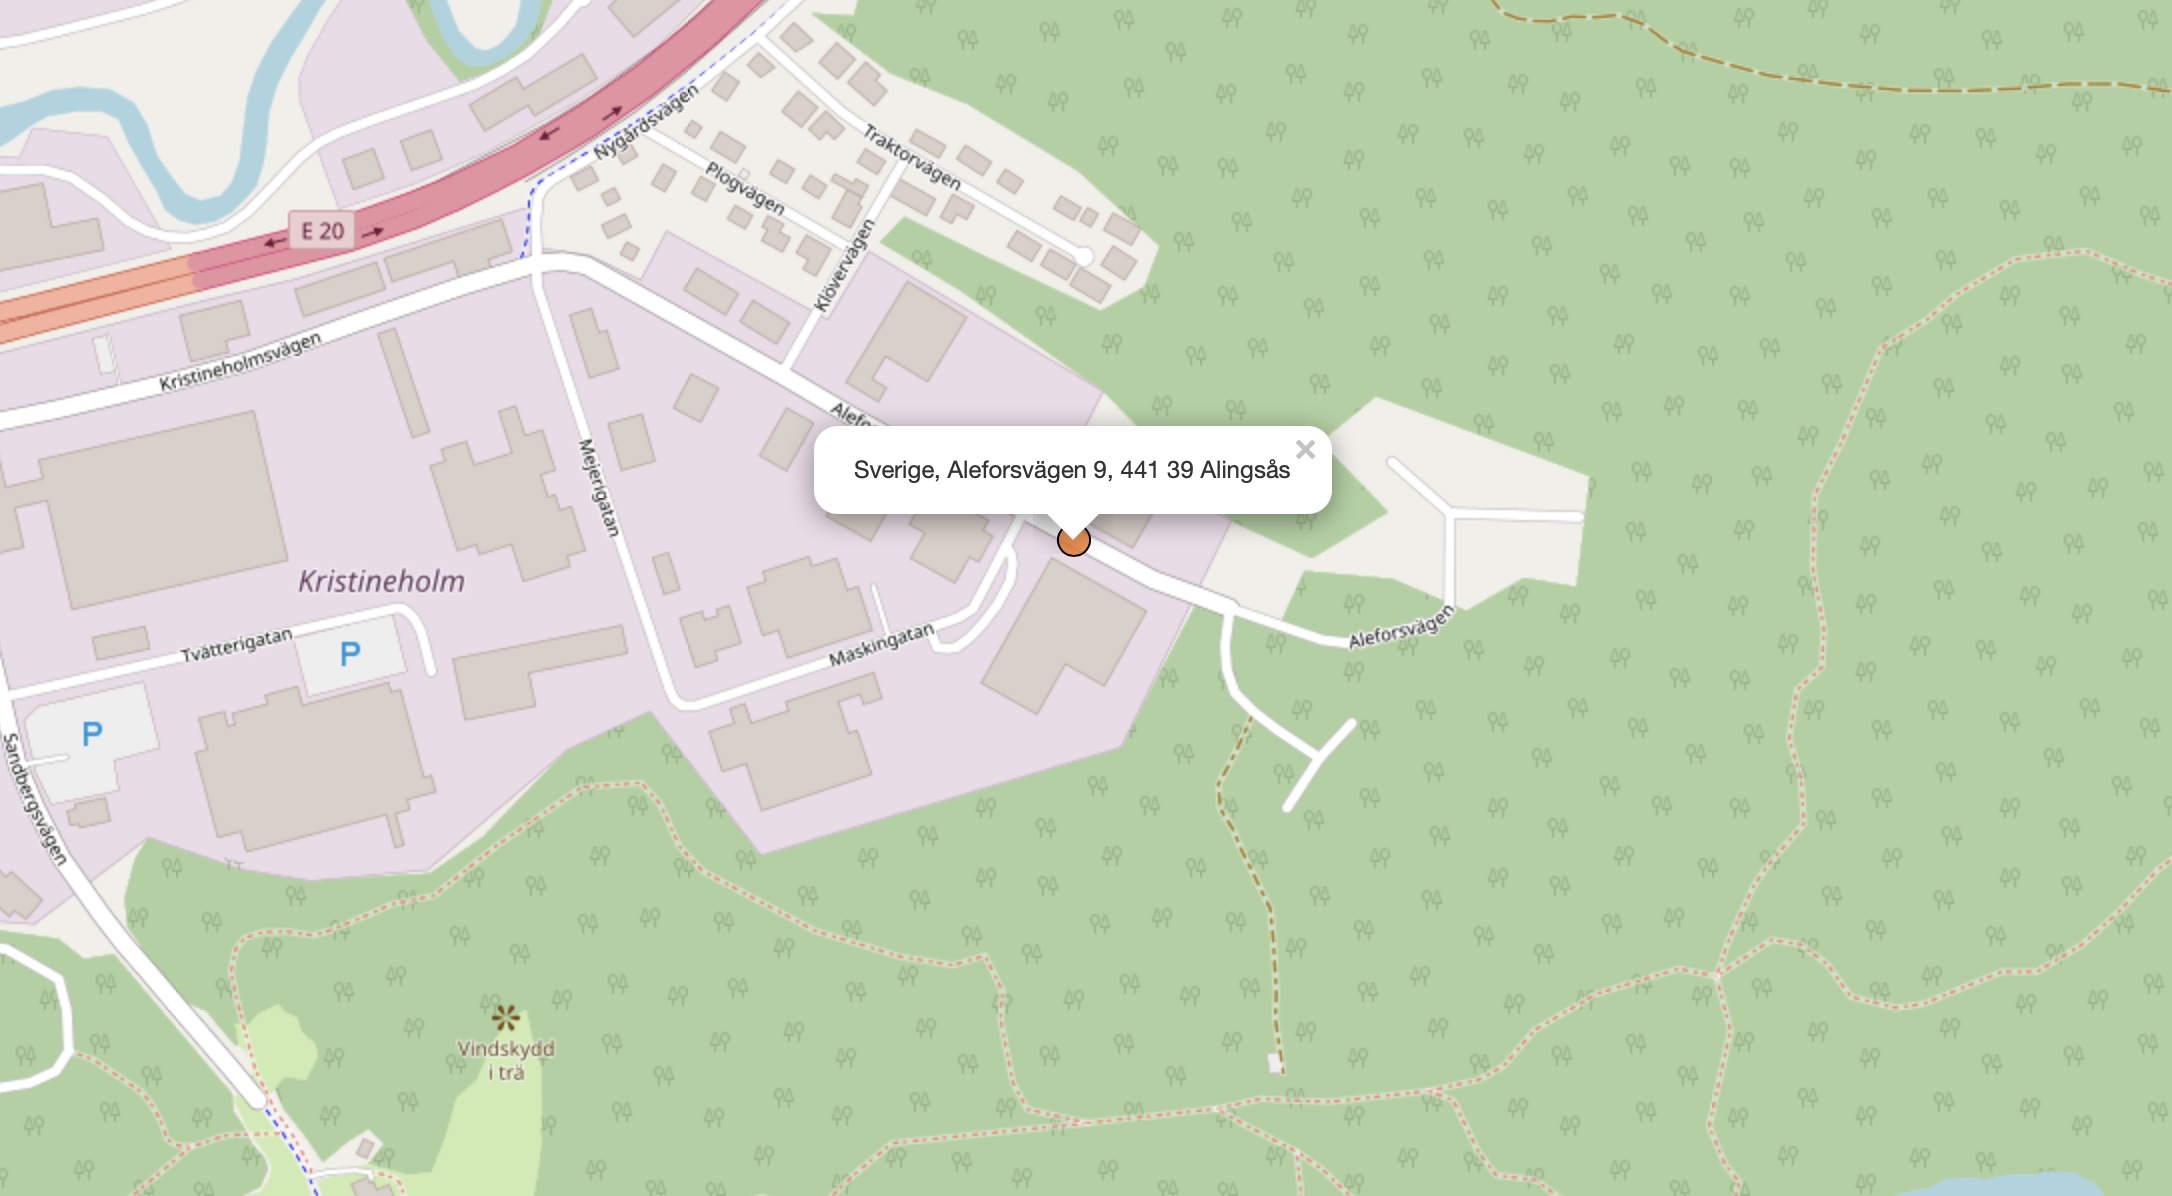 Nygårdsvägen
Traktorvägen
Plogvägen
E 20
Klövervägen
Kristineholmsvägen
Alefo
Sverige, Aleforsvägen 9, 441 39 Alingsås
×
Mejerigatan
Kristineholm
Aleforsvägen
Tvätterigatan
P
Maskingatan
P
Sandbergsvägen
Vindskydd
i trä